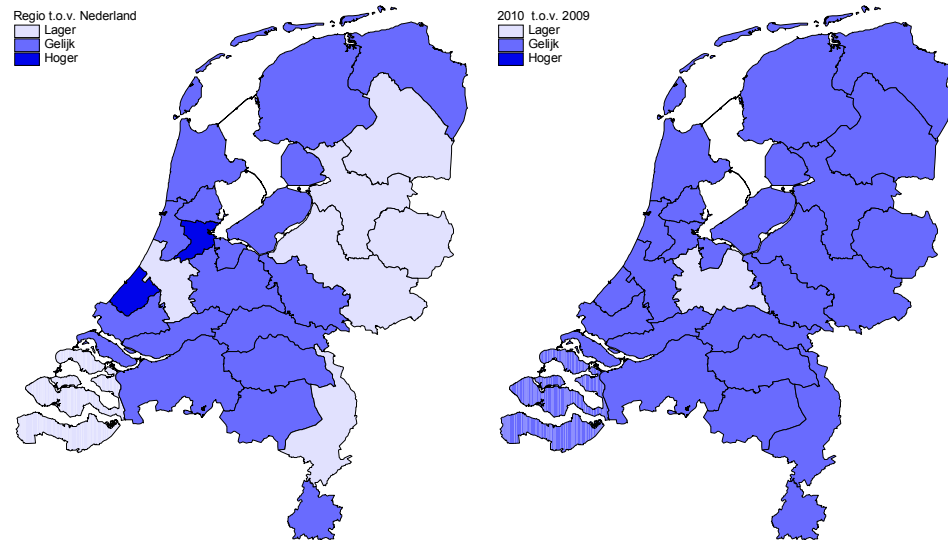 Regio t.o.v. Nederland
Lager
Gelijk
Hoger
2010 t.o.v. 2009
Lager
Gelijk
Hoger